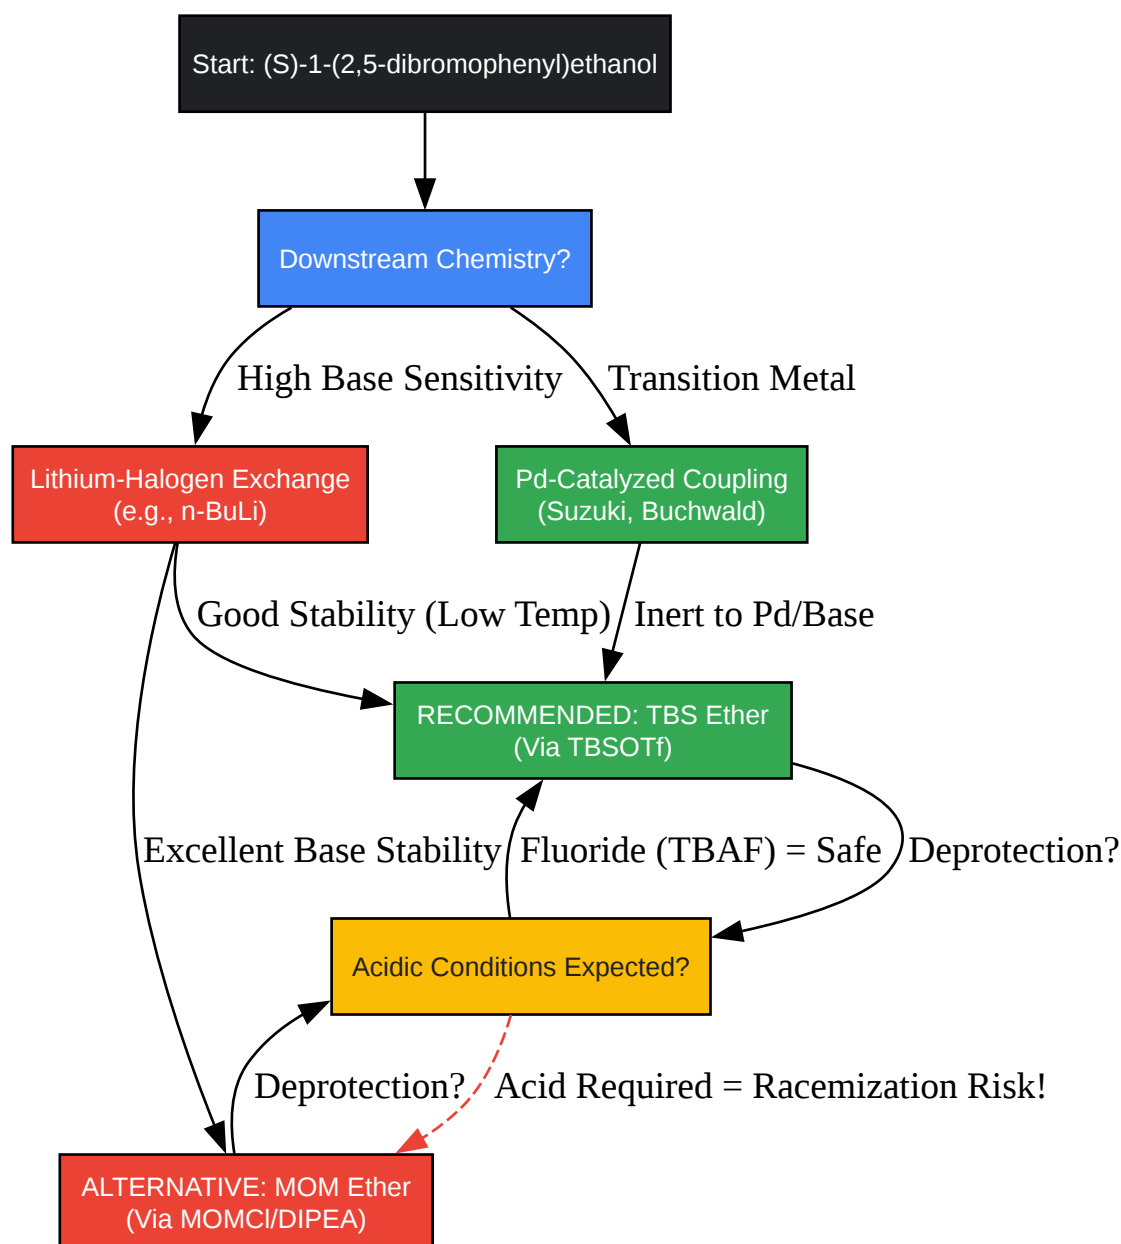 Start: (S)-1-(2,5-dibromophenyl)ethanol
Downstream Chemistry?
High Base Sensitivity
Transition Metal
Lithium-Halogen Exchange
(e.g., n-BuLi)
Pd-Catalyzed Coupling
(Suzuki, Buchwald)
Good Stability (Low Temp)
Inert to Pd/Base
RECOMMENDED: TBS Ether
(Via TBSOTf)
Excellent Base Stability
Fluoride (TBAF) = Safe
Deprotection?
Acidic Conditions Expected?
Deprotection?
Acid Required = Racemization Risk!
ALTERNATIVE: MOM Ether
(Via MOMCl/DIPEA)